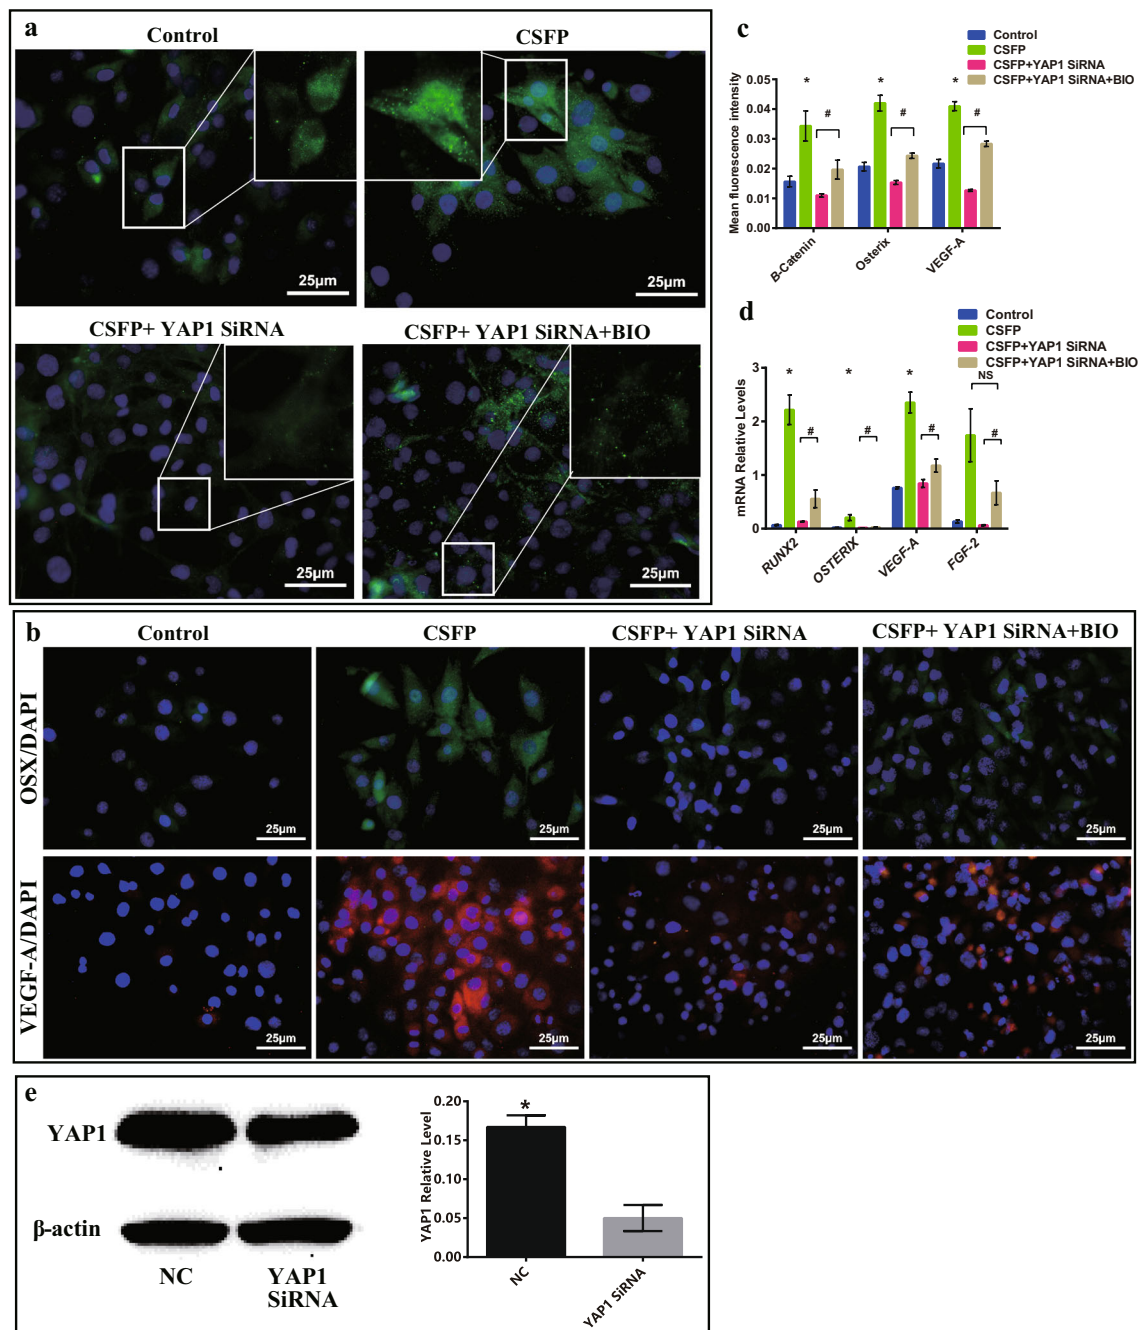 a
Control
CSFP
25μm
25μm
CSFP+ YAP1 SiRNA
CSFP+ YAP1 SiRNA+BIO
25μm
25μm
c
Control
CSFP
CSFP+YAP1 SiRNA
CSFP+YAP1 SiRNA+BIO
Mean fluorescence intensity
0.05
0.04
0.03
0.02
0.01
0.00
* * *
# # #
B-Catenin
Osterix
VEGF-A
d
Control
CSFP
CSFP+YAP1 SiRNA
CSFP+YAP1 SiRNA+BIO
mRNA Relative Levels
3
2
1
0
* * * NS
# # # #
RUNX2
OSTERIX
VEGF-A
FGF-2
b
Control
CSFP
CSFP+ YAP1 SiRNA
CSFP+ YAP1 SiRNA+BIO
OSX/DAPI
25μm
25μm
25μm
25μm
VEGF-A/DAPI
25μm
25μm
25μm
25μm
e
YAP1
β-actin
NC
YAP1
SiRNA
YAP1 Relative Level
0.20
0.15
0.10
0.05
0.00
*
NC
YAP1 SiRNA